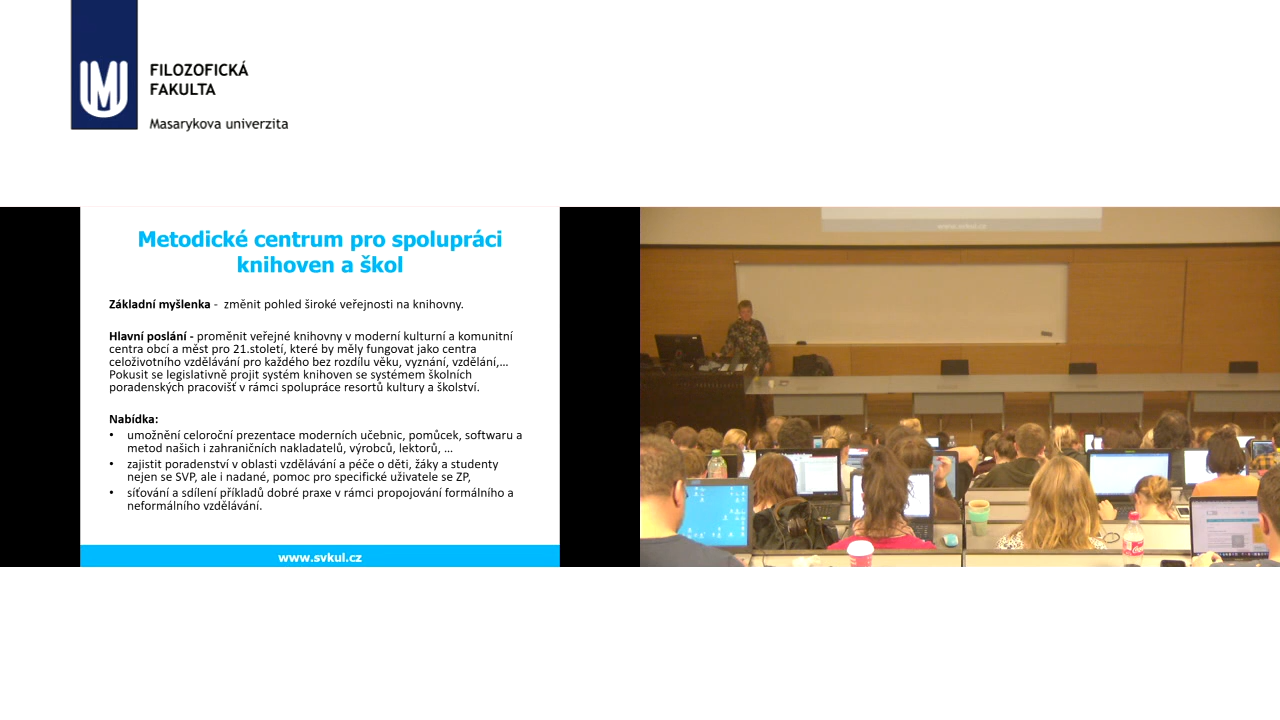 FILOZOFICKÁ
FAKULTA
Masarykova univerzita
Metodické centrum pro spolupráci
knihoven a škol
Základní myšlenka - změnit pohled široké veřejnosti na knihovny.
Hlavní poslání - proměnit veřejné knihovny v moderní kulturní a komunitní
centra obcí a měst pro 21.století, které by měly fungovat jako centra
celoživotního vzdělávání pro každého bez rozdílu věku, vyznání, vzdělání,...
Pokusit se legislativně projit systém knihoven se systémem školních
poradenských pracovišť v rámci spolupráce resortů kultury a školství.
Nabídka:
• umožnění celoroční prezentace moderních učebnic, pomůcek, softwaru a
metod našich i zahraničních nakladatelů, výrobců, lektorů, ...
• zajistit poradenství v oblasti vzdělávání a péče o děti, žáky a studenty
nejen se SVP, ale i nadané, pomoc pro specifické uživatele se ZP,
• síťování a sdílení příkladů dobré praxe v rámci propojování formálního a
neformálního vzdělávání.
www.svkul.cz
www.svkul.cz